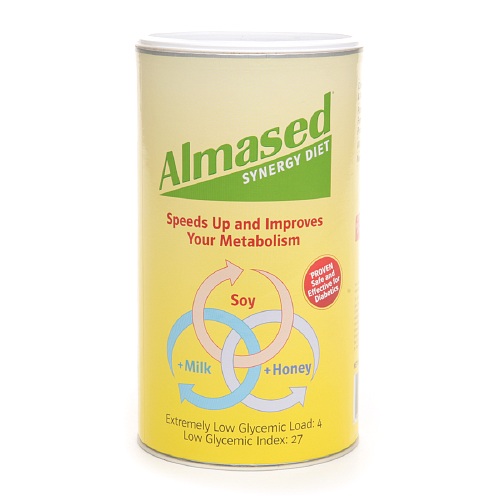 Almased
SYNERGY DIET
Speeds Up and Improves
Your Metabolism
PROVEN
Safe and
Effective for
Diabetics
Soy
+Milk
+Honey
Extremely Low Glycemic Load: 4
Low Glycemic Index: 27